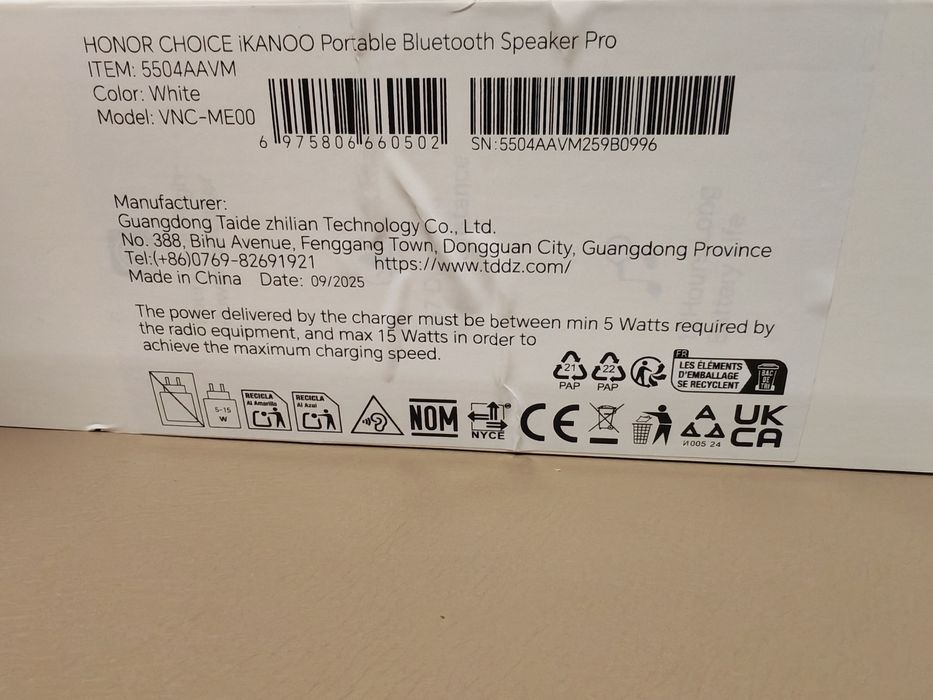 HONOR CHOICE iKANOO Portable Bluetooth Speaker Pro
ITEM: 5504AAVM
Color: White
Model: VNC-ME00
6 975806 660502
SN:5504AAVM259B0996
Manufacturer:
Guangdong Taide zhilian Technology Co., Ltd.
No. 388, Bihu Avenue, Fenggang Town, Dongguan City, Guangdong Province
Tel:(+86)0769-82691921 https://www.tddz.com/
Made in China Date: 09/2025
The power delivered by the charger must be between min 5 Watts required by
the radio equipment, and max 15 Watts in order to
achieve the maximum charging speed.
21
PAP
22
PAP
FR
LES ÉLÉMENTS
D'EMBALLAGE
SE RECYCLENT
BAC
DE
TRI
5-15
W
RECICLA
Al Amarillo
RECICLA
Al Azul
NOM
NYCE
CE
И005 24
UK
CA